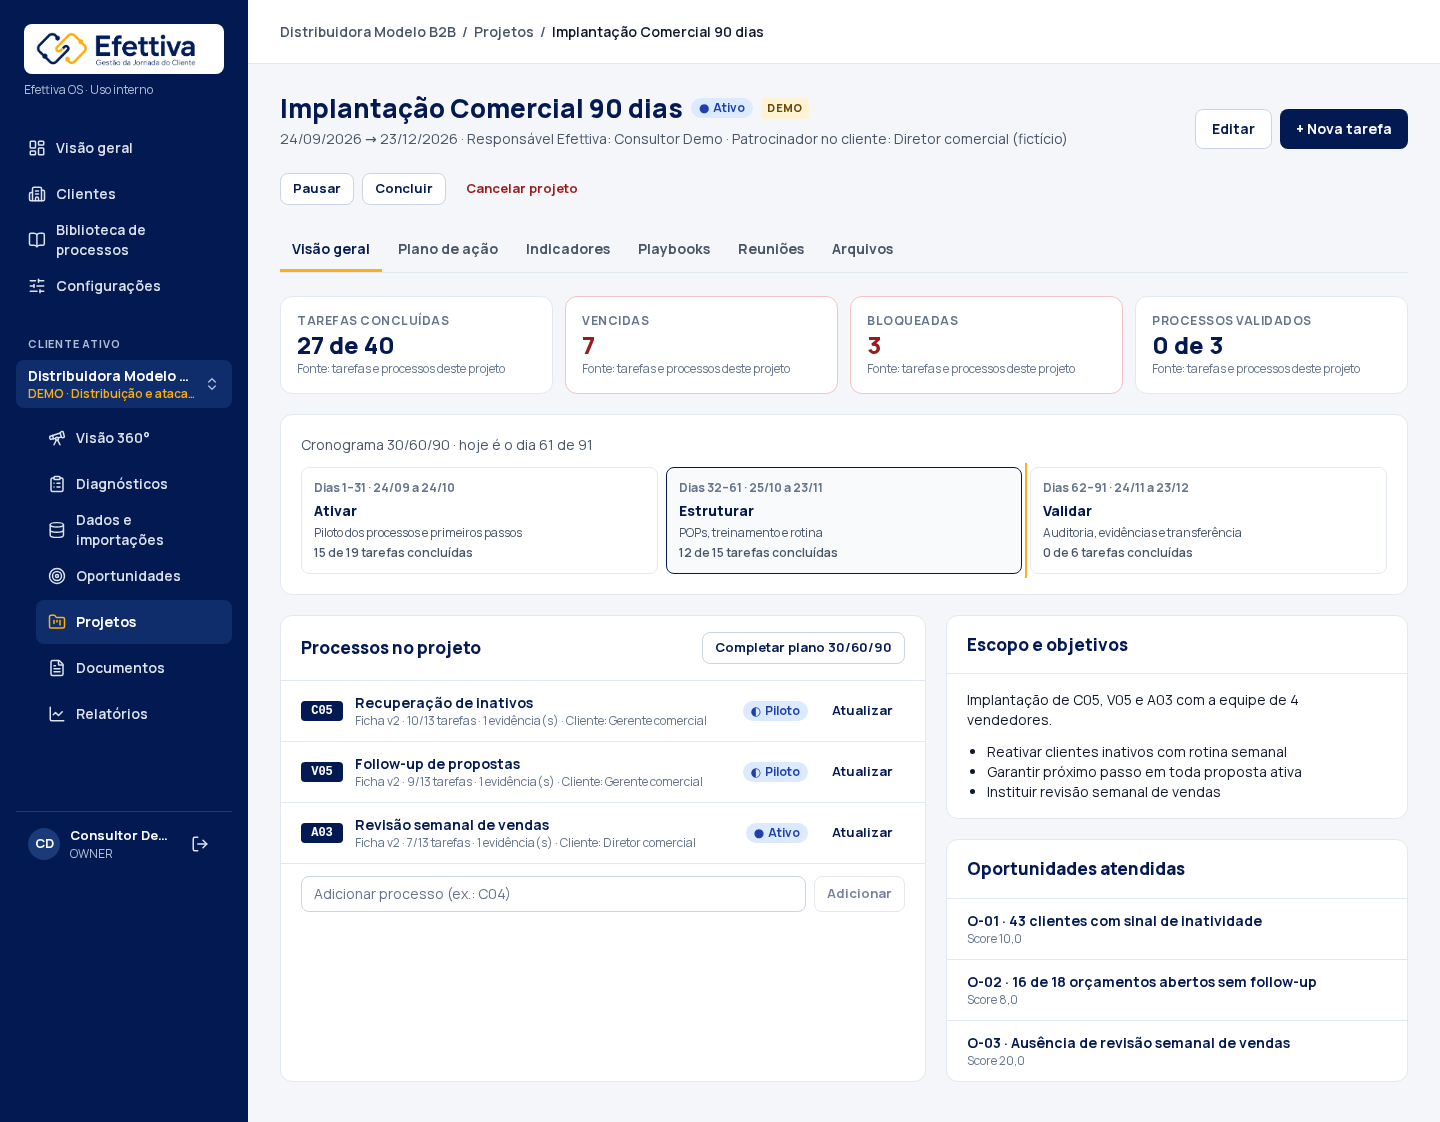 Efettiva
Gestão da Jornada do Cliente
Efettiva OS · Uso interno
Visão geral
Clientes
Biblioteca de
processos
Configurações
CLIENTE ATIVO
Distribuidora Modelo ...
DEMO · Distribuição e ataca...
Visão 360°
Diagnósticos
Dados e
importações
Oportunidades
Projetos
Documentos
Relatórios
CD
Consultor De...
OWNER
Distribuidora Modelo B2B / Projetos / Implantação Comercial 90 dias
Implantação Comercial 90 dias ● Ativo DEMO
24/09/2026 → 23/12/2026 · Responsável Efettiva: Consultor Demo · Patrocinador no cliente: Diretor comercial (fictício)
Editar
+ Nova tarefa
Pausar
Concluir
Cancelar projeto
Visão geral
Plano de ação
Indicadores
Playbooks
Reuniões
Arquivos
TAREFAS CONCLUÍDAS
27 de 40
Fonte: tarefas e processos deste projeto
VENCIDAS
7
Fonte: tarefas e processos deste projeto
BLOQUEADAS
3
Fonte: tarefas e processos deste projeto
PROCESSOS VALIDADOS
0 de 3
Fonte: tarefas e processos deste projeto
Cronograma 30/60/90 · hoje é o dia 61 de 91
Dias 1–31 · 24/09 a 24/10
Ativar
Piloto dos processos e primeiros passos
15 de 19 tarefas concluídas
Dias 32–61 · 25/10 a 23/11
Estruturar
POPs, treinamento e rotina
12 de 15 tarefas concluídas
Dias 62–91 · 24/11 a 23/12
Validar
Auditoria, evidências e transferência
0 de 6 tarefas concluídas
Processos no projeto
Completar plano 30/60/90
C05
Recuperação de inativos
Ficha v2 · 10/13 tarefas · 1 evidência(s) · Cliente: Gerente comercial
◐ Piloto
Atualizar
V05
Follow-up de propostas
Ficha v2 · 9/13 tarefas · 1 evidência(s) · Cliente: Gerente comercial
◐ Piloto
Atualizar
A03
Revisão semanal de vendas
Ficha v2 · 7/13 tarefas · 1 evidência(s) · Cliente: Diretor comercial
● Ativo
Atualizar
Adicionar processo (ex.: C04)
Adicionar
Escopo e objetivos
Implantação de C05, V05 e A03 com a equipe de 4
vendedores.
• Reativar clientes inativos com rotina semanal
• Garantir próximo passo em toda proposta ativa
• Instituir revisão semanal de vendas
Oportunidades atendidas
O-01 · 43 clientes com sinal de inatividade
Score 10,0
O-02 · 16 de 18 orçamentos abertos sem follow-up
Score 8,0
O-03 · Ausência de revisão semanal de vendas
Score 20,0